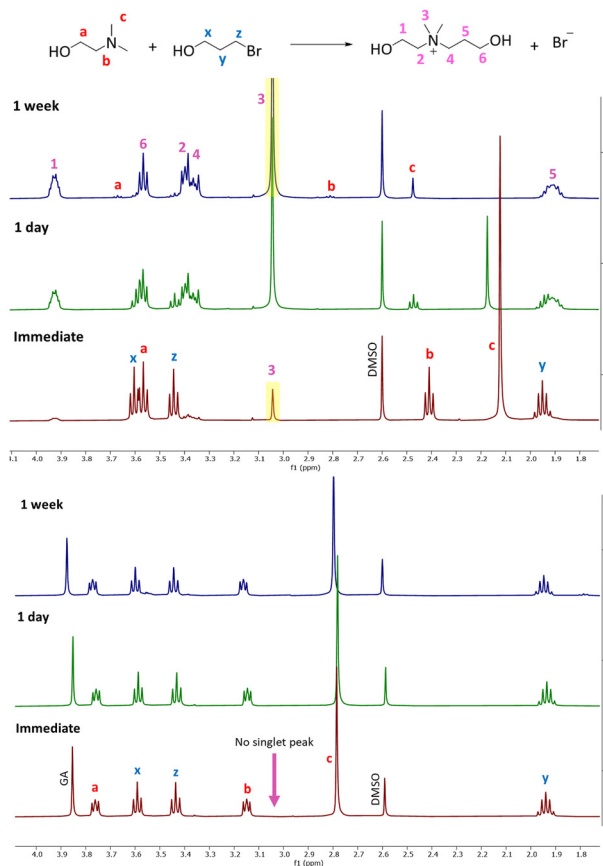 a
c
HO
N
b
+
x
z
HO
Br
y
3
1
5
HO
N
+
OH
2
4
6
+ Br⁻
1 week
3
6
2
4
1
a
b
c
5
1 day
Immediate
x
a
z
3
DMSO
b
c
y
4.1 4.0 3.9 3.8 3.7 3.6 3.5 3.4 3.3 3.2 3.1 3.0 2.9 2.8 2.7 2.6 2.5 2.4 2.3 2.2 2.1 2.0 1.9 1.8
f1 (ppm)
1 week
1 day
Immediate
No singlet peak
GA
a
x
z
b
c
DMSO
y
4.0 3.9 3.8 3.7 3.6 3.5 3.4 3.3 3.2 3.1 3.0 2.9 2.8 2.7 2.6 2.5 2.4 2.3 2.2 2.1 2.0 1.9 1.8
f1 (ppm)